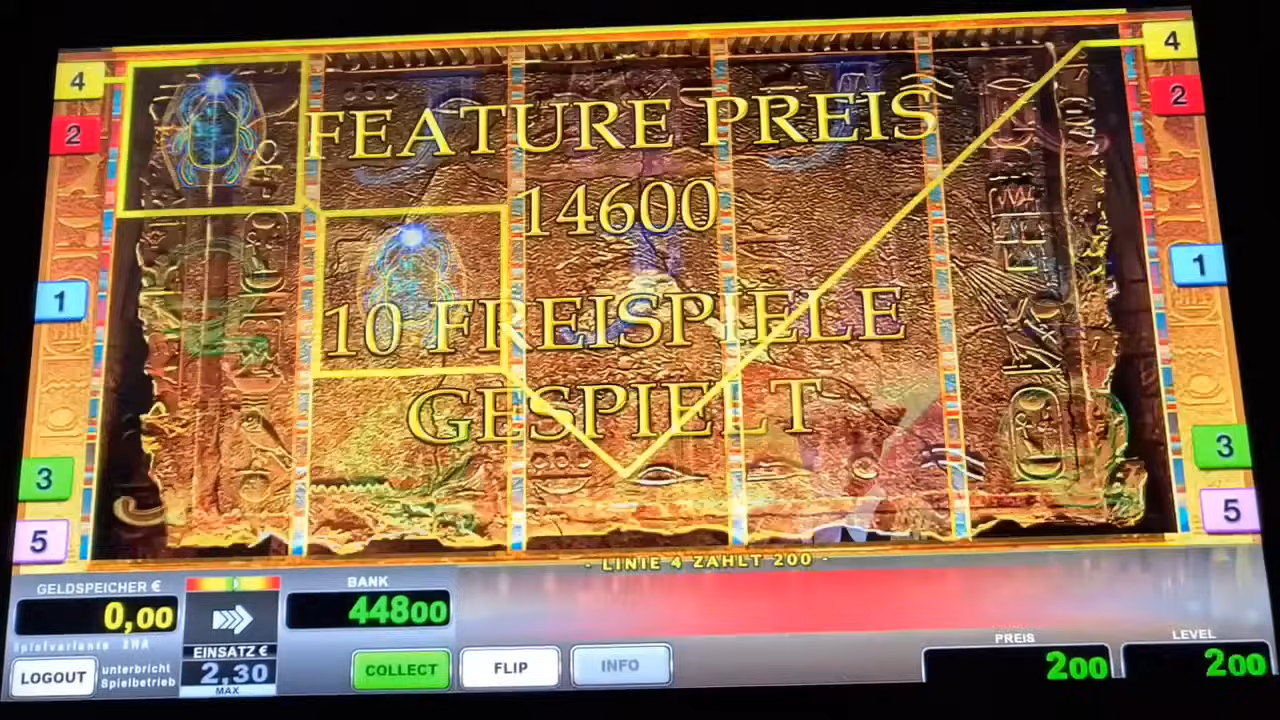 4
4
2
2
FEATURE PREIS
14600
10 FREISPIELE
GESPIELT
1
1
3
3
5
5
- LINIE 4 ZAHLT 200 -
GELDSPEICHER €
0,00
BANK
44800
Spielvariante
LOGOUT
unterbricht
Spielbetrieb
EINSATZ €
2,30
MAX
COLLECT
FLIP
INFO
PREIS
200
LEVEL
200